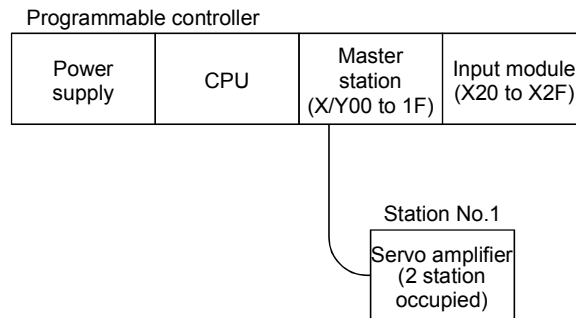 Programmable controller
Power
supply
CPU
Master
station
(X/Y00 to 1F)
Input module
(X20 to X2F)
Station No.1
Servo amplifier
(2 station
occupied)